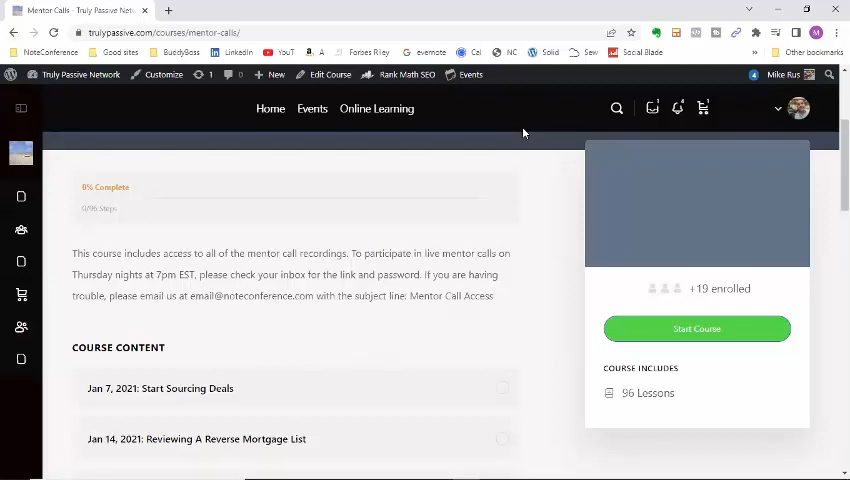 Mentor Calls - Truly Passive Netw
trulypassive.com/courses/mentor-calls/
NoteConference
Good sites
BuddyBoss
LinkedIn
YouT
A
Forbes Riley
evernote
Cal
NC
Solid
Sew
Social Blade
Other bookmarks
Truly Passive Network
Customize
1
0
New
Edit Course
Rank Math SEO
Events
4
Mike Rus
Home
Events
Online Learning
0% Complete
0/96 Steps
This course includes access to all of the mentor call recordings. To participate in live mentor calls on
Thursday nights at 7pm EST, please check your inbox for the link and password. If you are having
trouble, please email us at email@noteconference.com with the subject line: Mentor Call Access
+19 enrolled
Start Course
COURSE INCLUDES
96 Lessons
COURSE CONTENT
Jan 7, 2021: Start Sourcing Deals
Jan 14, 2021: Reviewing A Reverse Mortgage List